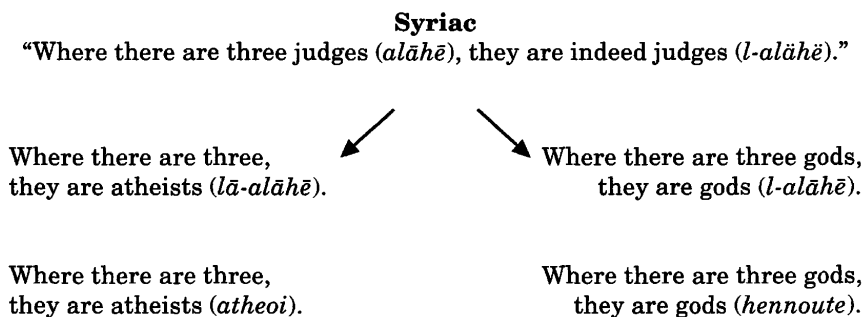 Syriac
“Where there are three judges (alāhē), they are indeed judges (l-alähë).”
Where there are three,
they are atheists (lā-alāhē).
Where there are three gods,
they are gods (l-alāhē).
Where there are three,
they are atheists (atheoi).
Where there are three gods,
they are gods (hennoute).